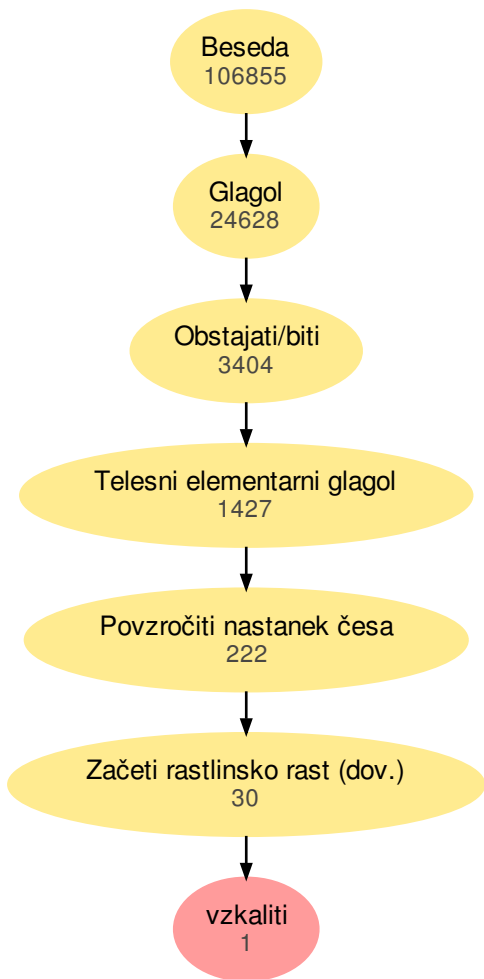 Beseda
106855
Glagol
24628
Obstajati/biti
3404
Telesni elementarni glagol
1427
Povzročiti nastanek česa
222
Začeti rastlinsko rast (dov.)
30
vzkaliti
1